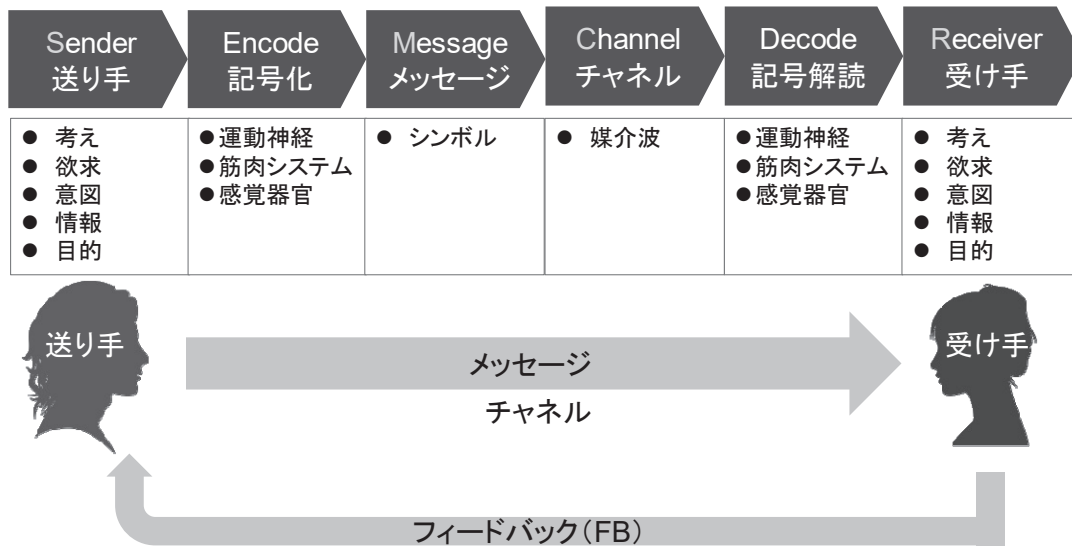 Sender
送り手
Encode
記号化
Message
メッセージ
Channel
チャネル
Decode
記号解読
Receiver
受け手
● 考え
● 欲求
● 意図
● 情報
● 目的
●運動神経
●筋肉システム
●感覚器官
● シンボル
● 媒介波
●運動神経
●筋肉システム
●感覚器官
● 考え
● 欲求
● 意図
● 情報
● 目的
送り手
メッセージ
チャネル
受け手
フィードバック(FB)